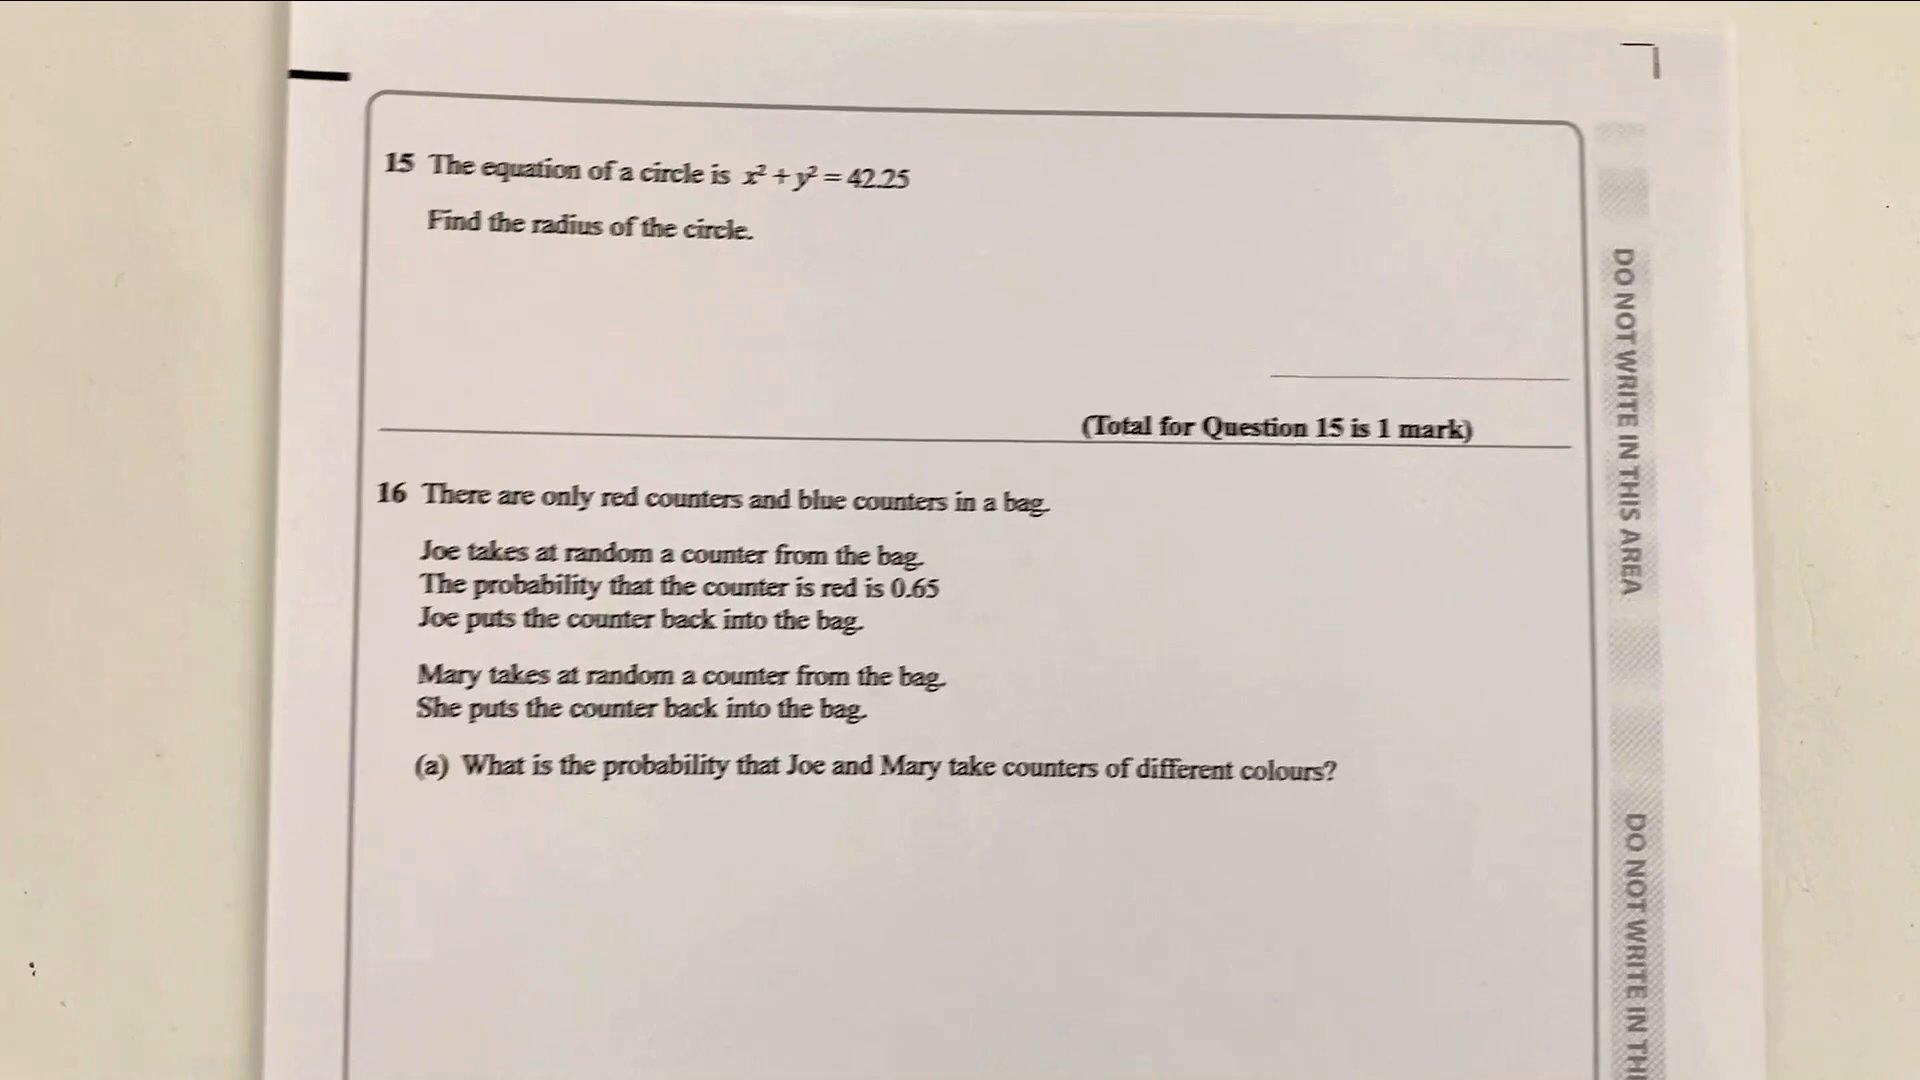 15 The equation of a circle is x² + y² = 42.25
Find the radius of the circle.
(Total for Question 15 is 1 mark)
16 There are only red counters and blue counters in a bag.
Joe takes at random a counter from the bag.
The probability that the counter is red is 0.65
Joe puts the counter back into the bag.
Mary takes at random a counter from the bag.
She puts the counter back into the bag.
(a) What is the probability that Joe and Mary take counters of different colours?
DO NOT WRITE IN THIS AREA
DO NOT WRITE IN TH